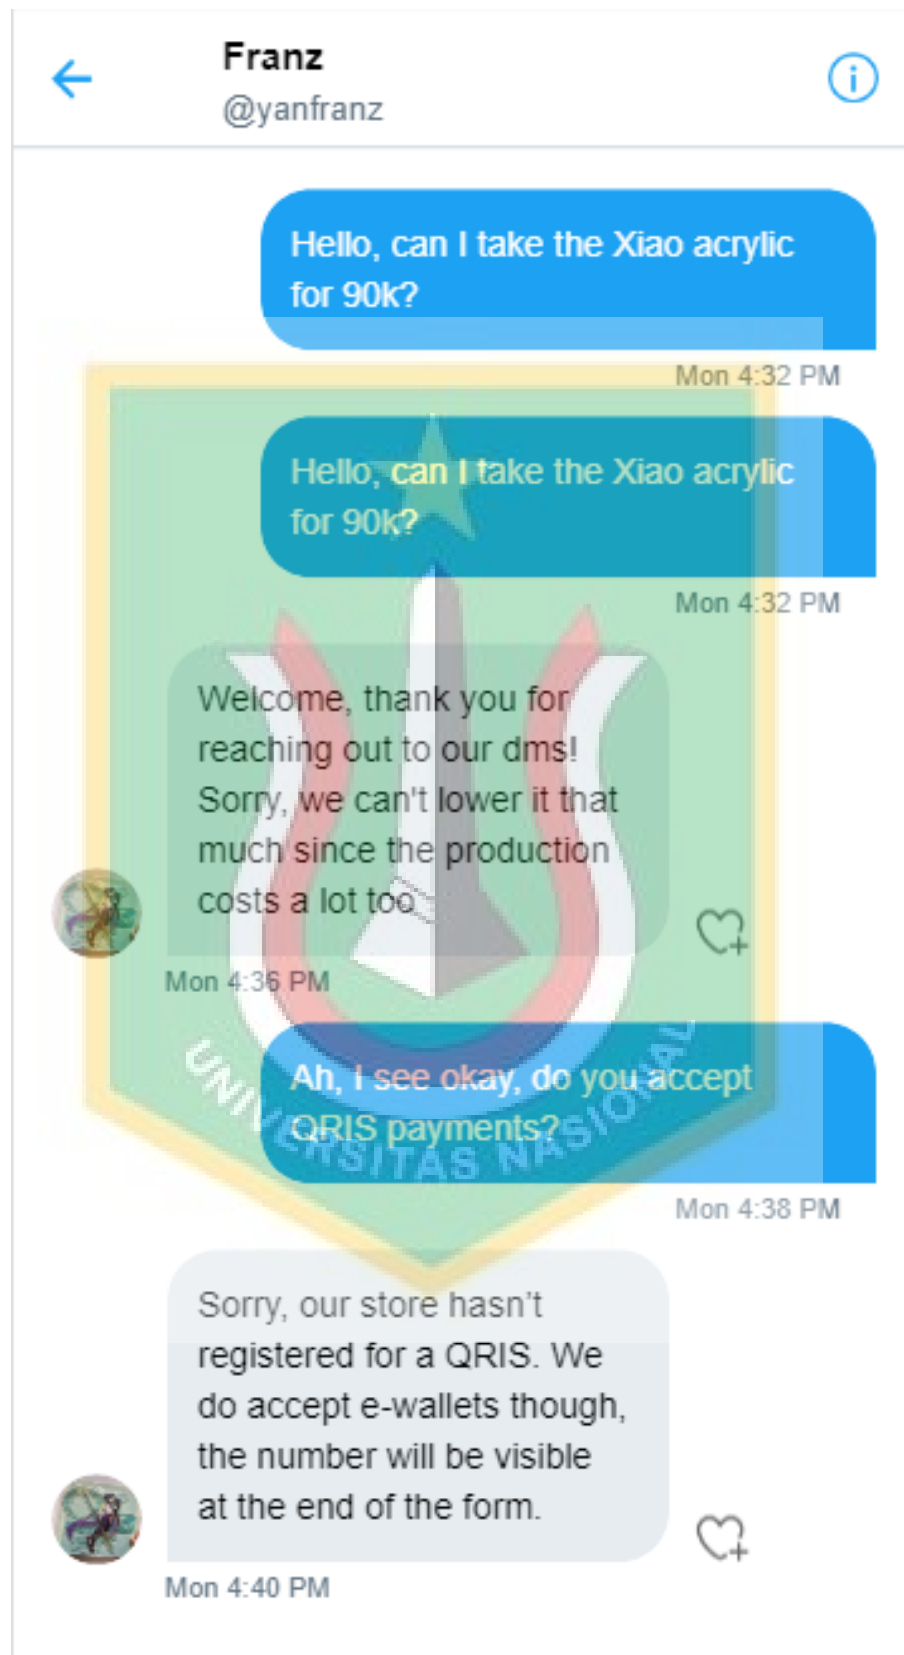 Franz
@yanfranz
Hello, can I take the Xiao acrylic
for 90k?
Mon 4:32 PM
Hello, can I take the Xiao acrylic
for 90k?
Mon 4:32 PM
Welcome, thank you for
reaching out to our dms!
Sorry, we can't lower it that
much since the production
costs a lot too
Mon 4:36 PM
Ah, I see okay, do you accept
QRIS payments?
Mon 4:38 PM
UNIVERSITAS NASIONAL
Sorry, our store hasn't
registered for a QRIS. We
do accept e-wallets though,
the number will be visible
at the end of the form.
Mon 4:40 PM